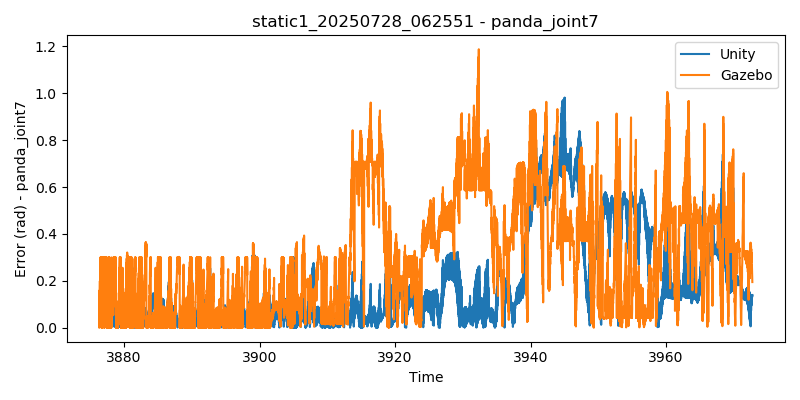 static1_20250728_062551 - panda_joint7
Error (rad) - panda_joint7
1.2
1.0
0.8
0.6
0.4
0.2
0.0
Unity
Gazebo
3880 3900 3920 3940 3960
Time